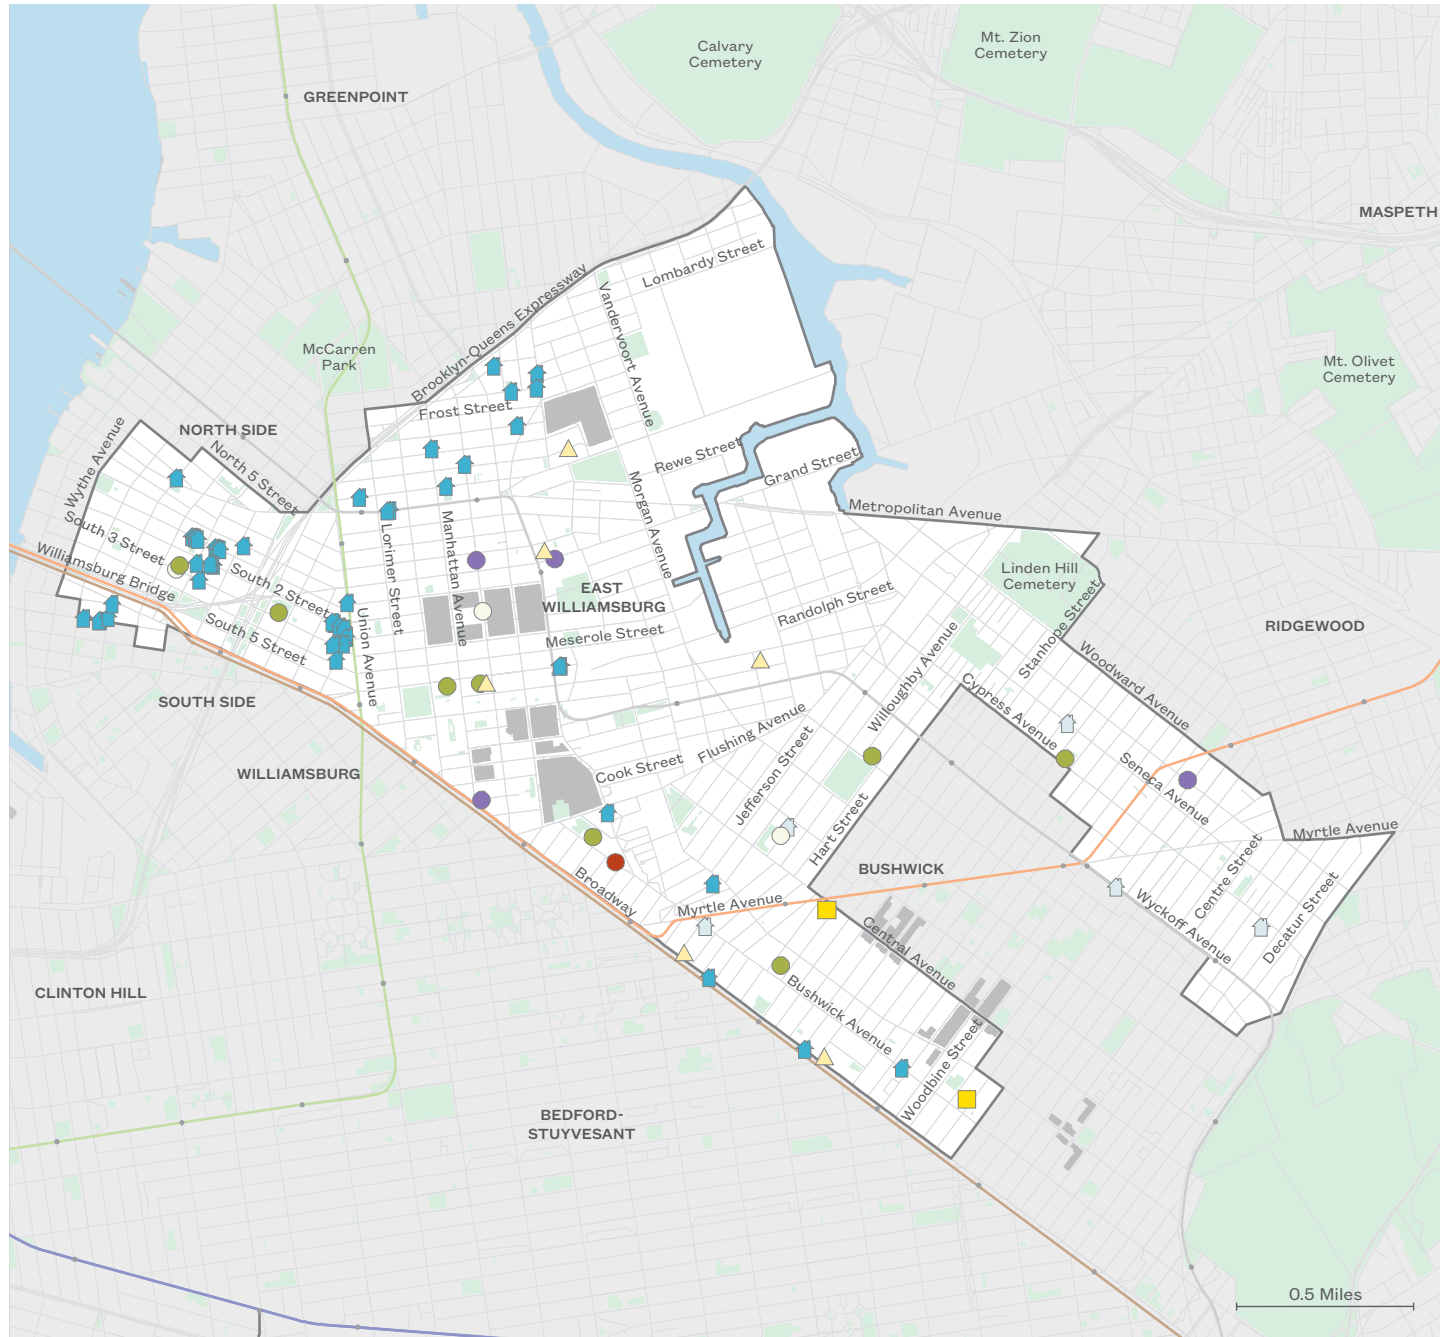 Calvary
Cemetery
Mt. Zion
Cemetery
GREENPOINT
MASPETH
Lombardy Street
Brooklyn-Queens Expressway
Vandervoort Avenue
McCarren
Park
Mt. Olivet
Cemetery
Frost Street
NORTH SIDE
Wythe Avenue
North 5 Street
Rewe Street
Grand Street
Morgan Avenue
Metropolitan Avenue
South 3 Street
Williamsburg Bridge
South 2 Street
Lorimer Street
Manhattan Avenue
EAST
WILLIAMSBURG
Linden Hill
Cemetery
Randolph Street
Stanhope Street
RIDGEWOOD
South 5 Street
Union Avenue
Meserole Street
Willoughby Avenue
Woodward Avenue
SOUTH SIDE
Cypress Avenue
Flushing Avenue
Jefferson Street
Seneca Avenue
WILLIAMSBURG
Cook Street
Hart Street
Myrtle Avenue
BUSHWICK
Centre Street
Broadway
Myrtle Avenue
Wyckoff Avenue
Decatur Street
Central Avenue
CLINTON HILL
Bushwick Avenue
Woodbine Street
BEDFORD-
STUYVESANT
0.5 Miles